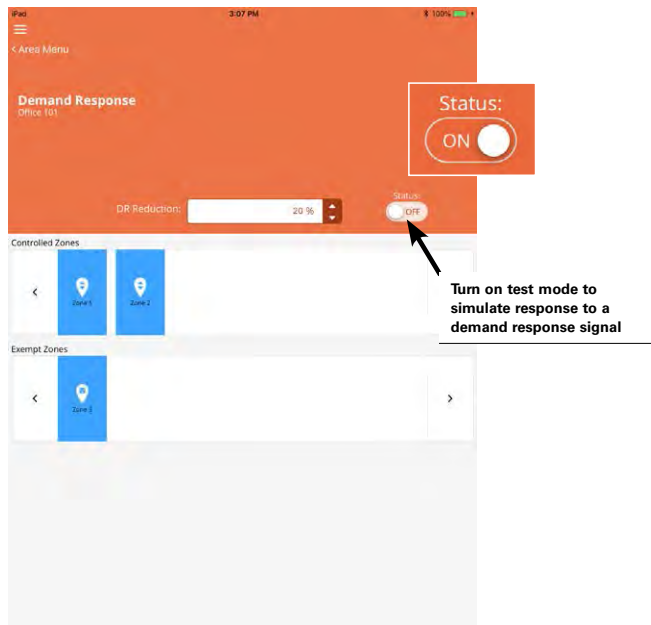 iPad 3:07 PM 100%
< Area Menu
Demand Response
Office 101
Status:
ON
DR Reduction: 20 % Status: OFF
Controlled Zones
Zone 1 Zone 2
Turn on test mode to
simulate response to a
demand response signal
Exempt Zones
Zone 3